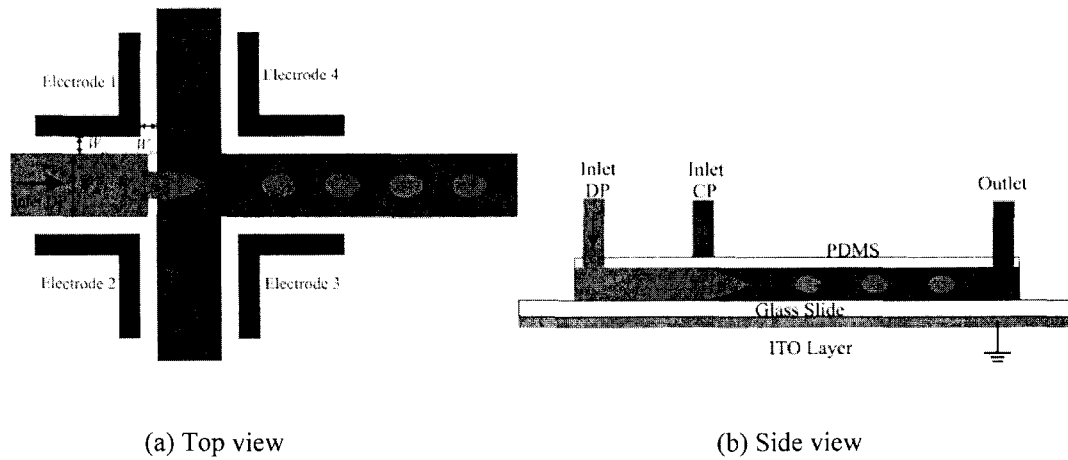 Electrode 1
Electrode 4
W
W
Electrode 2
Electrode 3
Inlet
DP
Inlet
CP
Outlet
PDMS
Glass Slide
ITO Layer
(a) Top view
(b) Side view